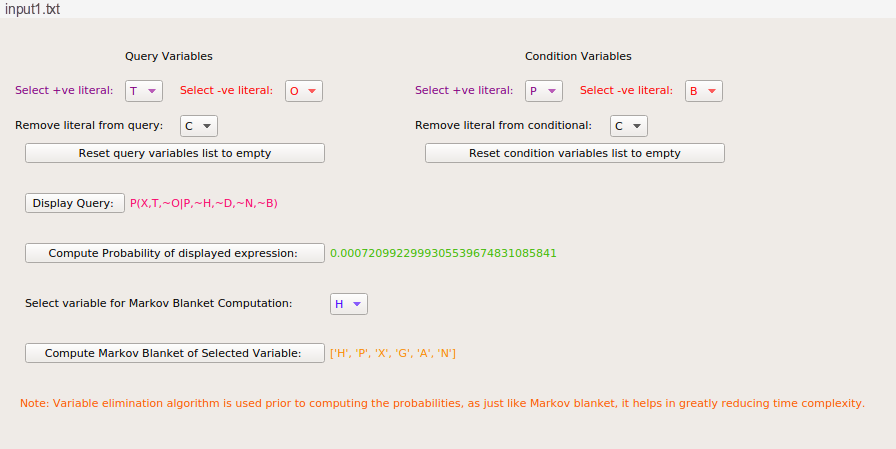 input1.txt
Query Variables
Condition Variables
Select +ve literal: T Select -ve literal: O
Select +ve literal: P Select -ve literal: B
Remove literal from query: C
Remove literal from conditional: C
Reset query variables list to empty
Reset condition variables list to empty
Display Query: P(X,T,~O|P,~H,~D,~N,~B)
Compute Probability of displayed expression: 0.00072099229993055396748310858​41
Select variable for Markov Blanket Computation: H
Compute Markov Blanket of Selected Variable: ['H', 'P', 'X', 'G', 'A', 'N']
Note: Variable elimination algorithm is used prior to computing the probabilities, as just like Markov blanket, it helps in greatly reducing time complexity.